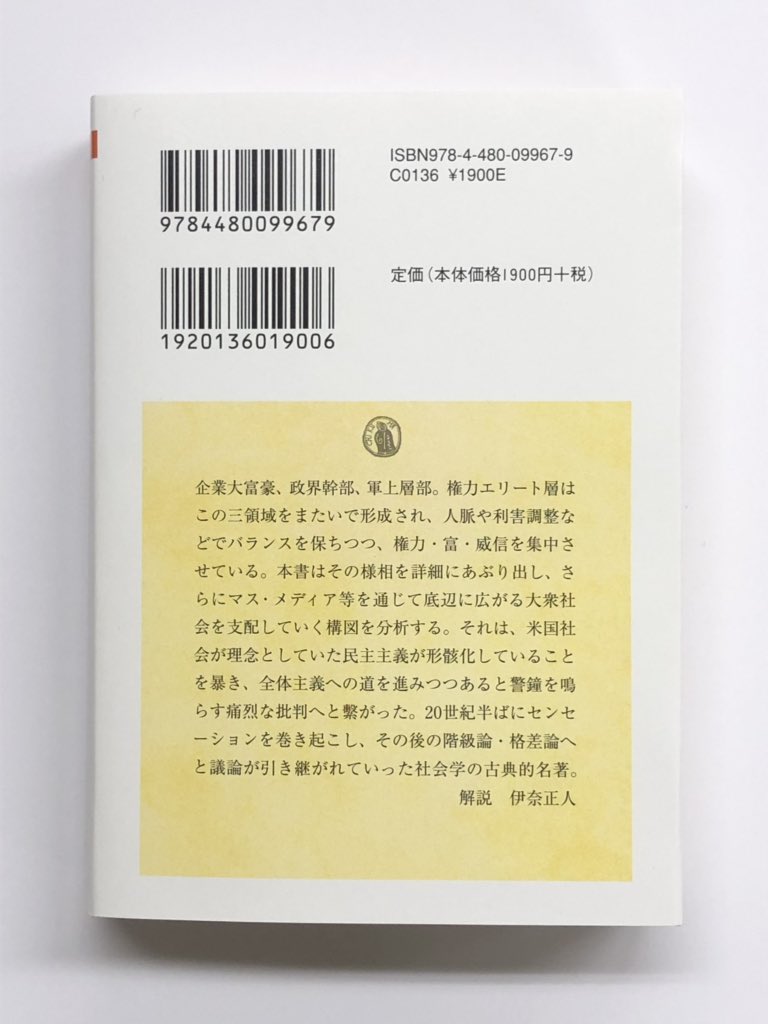 ISBN978-4-480-09967-9
C0136 ¥1900E
9784480099679
定価(本体価格1900円+税)
1920136019006
企業大富豪、政界幹部、軍上層部。権力エリート層は
この三領域をまたいで形成され、人脈や利害調整な
どでバランスを保ちつつ、権力・富・威信を集中さ
せている。本書はその様相を詳細にあぶり出し、さ
らにマス・メディア等を通じて底辺に広がる大衆社
会を支配していく構図を分析する。それは、米国社
会が理念としていた民主主義が形骸化していること
を暴き、全体主義への道を進みつつあると警鐘を鳴
らす痛烈な批判へと繫がった。20世紀半ばにセンセ
ーションを巻き起こし、その後の階級論・格差論へ
と議論が引き継がれていった社会学の古典的名著。
解説 伊奈正人